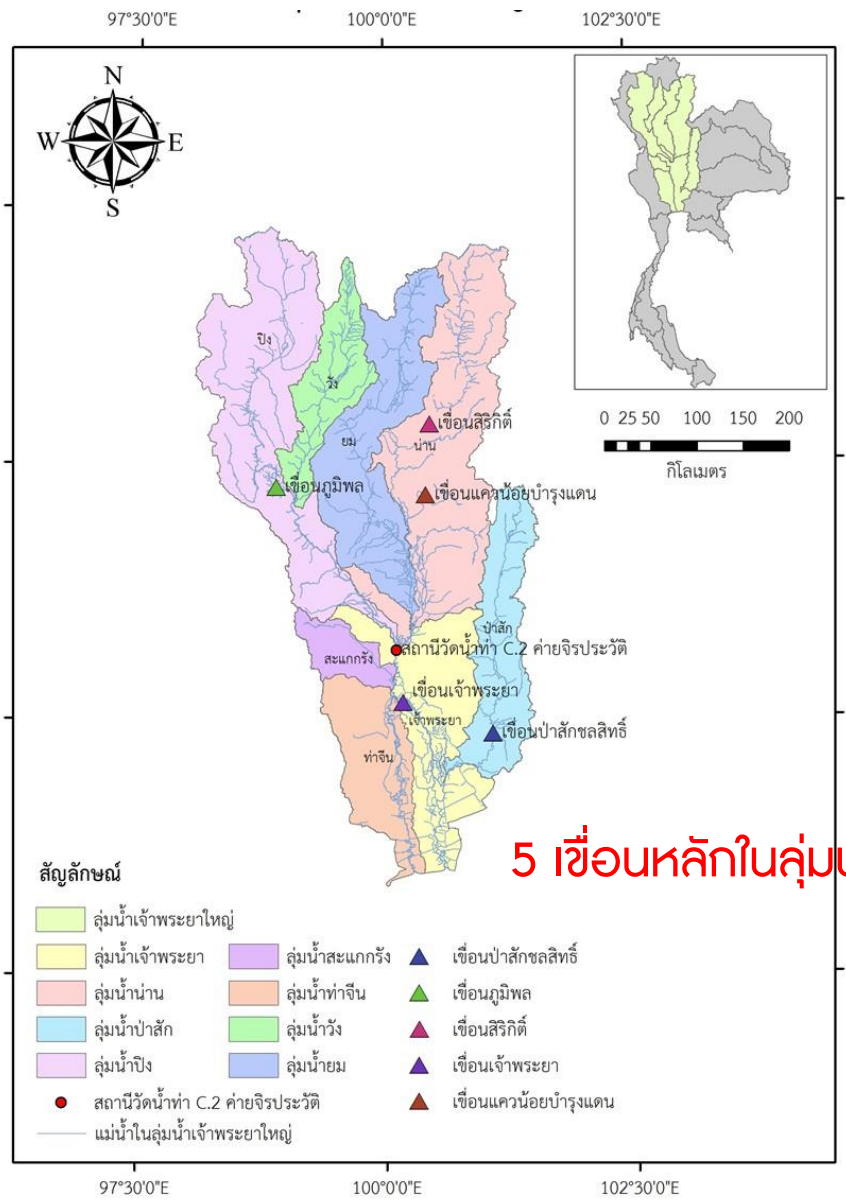 97°30'0"E 100°0'0"E 102°30'0"E
N
W E
S
0 25 50 100 150 200
กิโลเมตร
ปิง
วัง
ยม
น่าน
เขื่อนสิริกิติ์
เขื่อนภูมิพล
เขื่อนแควน้อยบำรุงแดน
ป่าสัก
สถานีวัดน้ำท่า C.2 ค่ายจิรประวัติ
สะแกกรัง
เขื่อนเจ้าพระยา
เจ้าพระยา
เขื่อนป่าสักชลสิทธิ์
ท่าจีน
5 เขื่อนหลักในลุ่ม
สัญลักษณ์
ลุ่มน้ำเจ้าพระยาใหญ่
ลุ่มน้ำเจ้าพระยา ลุ่มน้ำสะแกกรัง เขื่อนป่าสักชลสิทธิ์
ลุ่มน้ำน่าน ลุ่มน้ำท่าจีน เขื่อนภูมิพล
ลุ่มน้ำป่าสัก ลุ่มน้ำวัง เขื่อนสิริกิติ์
ลุ่มน้ำปิง ลุ่มน้ำยม เขื่อนเจ้าพระยา
สถานีวัดน้ำท่า C.2 ค่ายจิรประวัติ เขื่อนแควน้อยบำรุงแดน
แม่น้ำในลุ่มน้ำเจ้าพระยาใหญ่
97°30'0"E 100°0'0"E 102°30'0"E